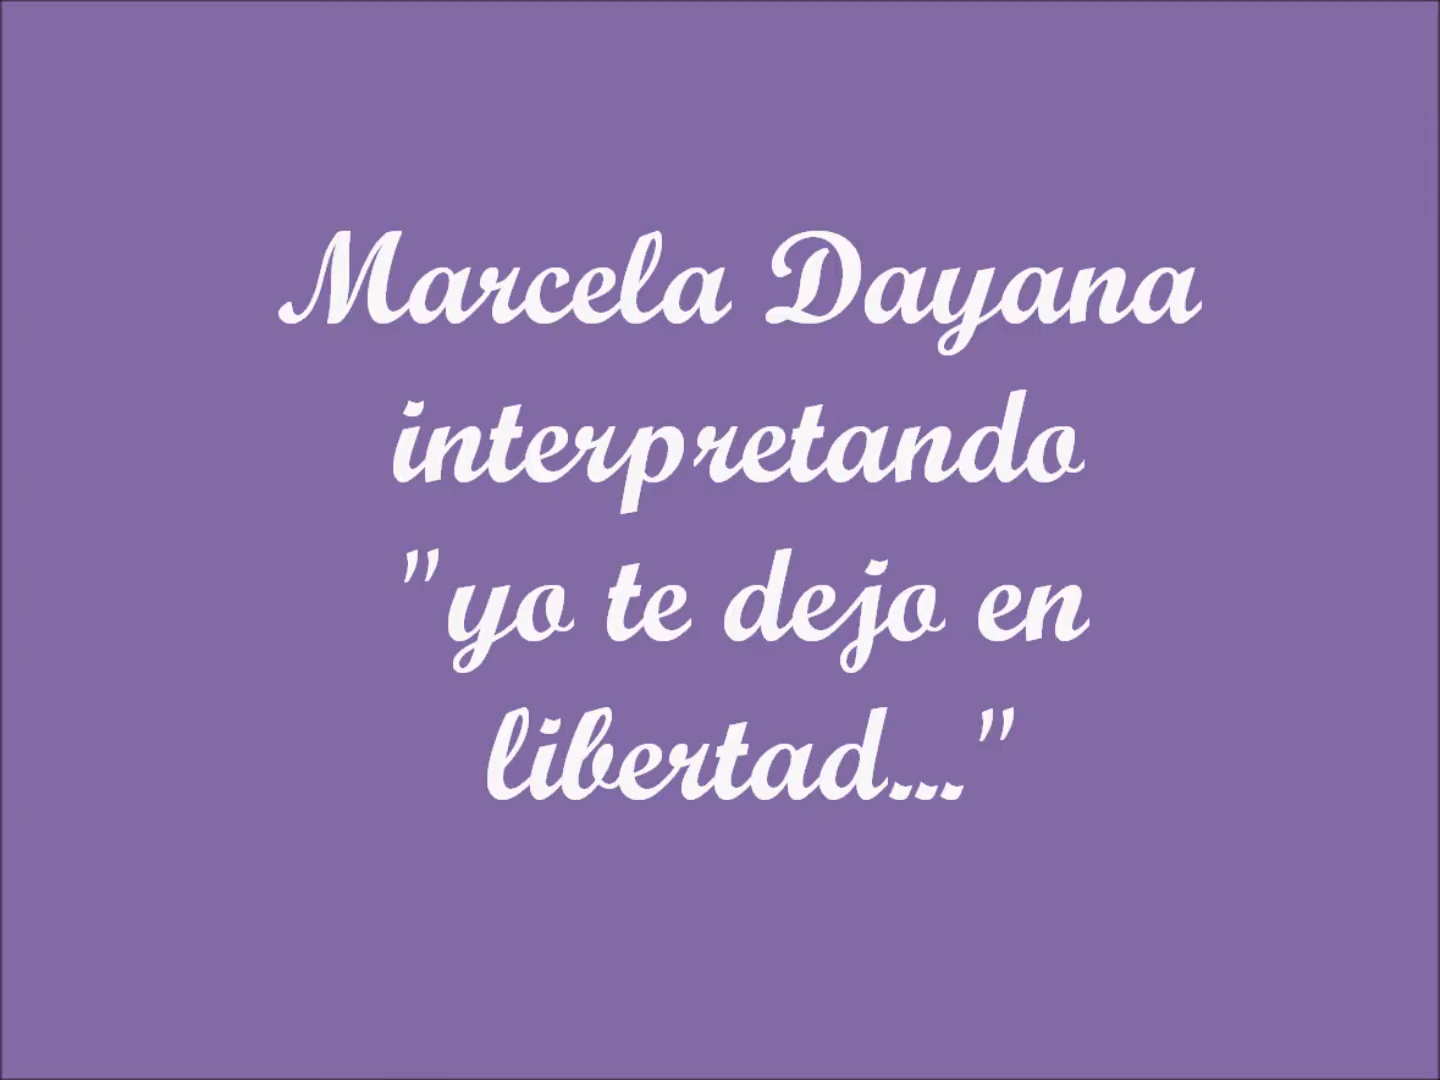 Marcela Dayana
interpretando
"yo te dejo en
libertad..."